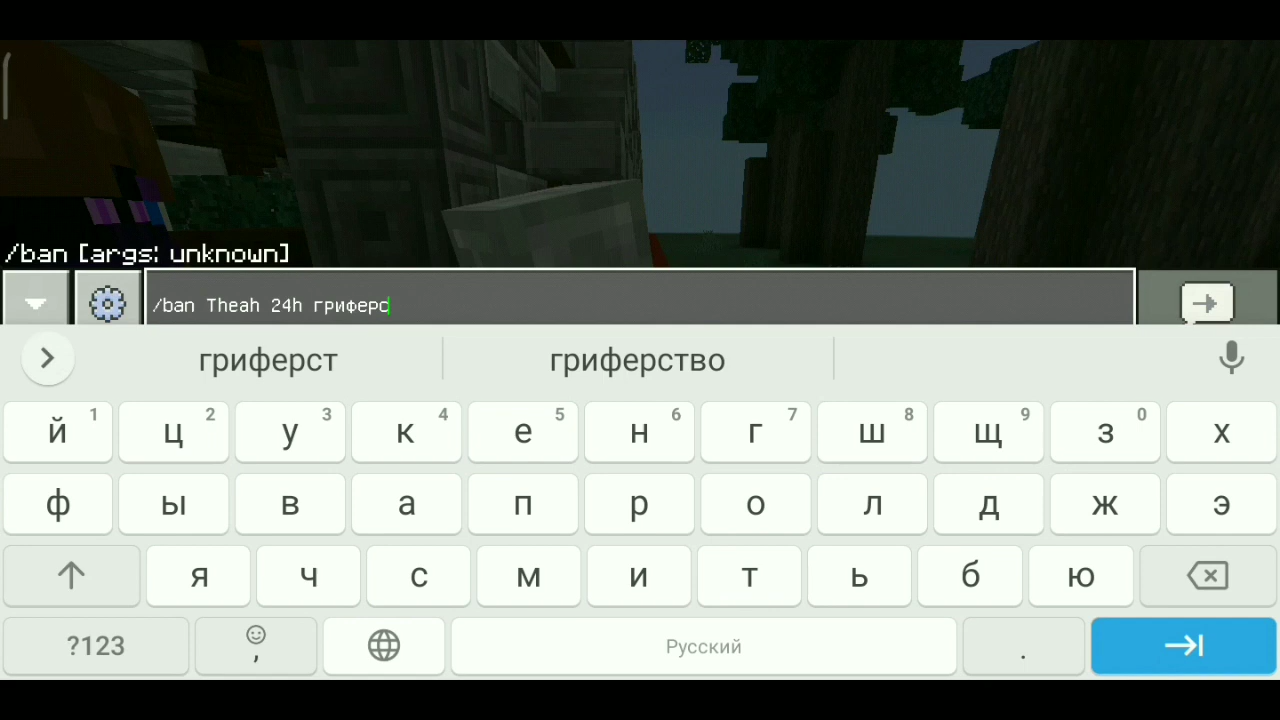 /ban [args: unknown]
/ban Theah 24h гриферс
гриферст гриферство
й 1 ц 2 у 3 к 4 е 5 н 6 г 7 ш 8 щ 9 з 0 х
ф ы в а п р о л д ж э
я ч с м и т ь б ю
?123 , Русский .